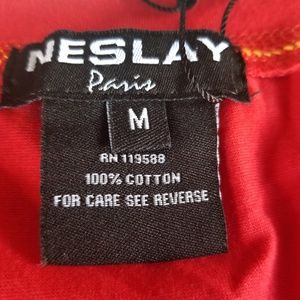 NESLAY
Paris
M
RN 119588
100% COTTON
FOR CARE SEE REVERSE